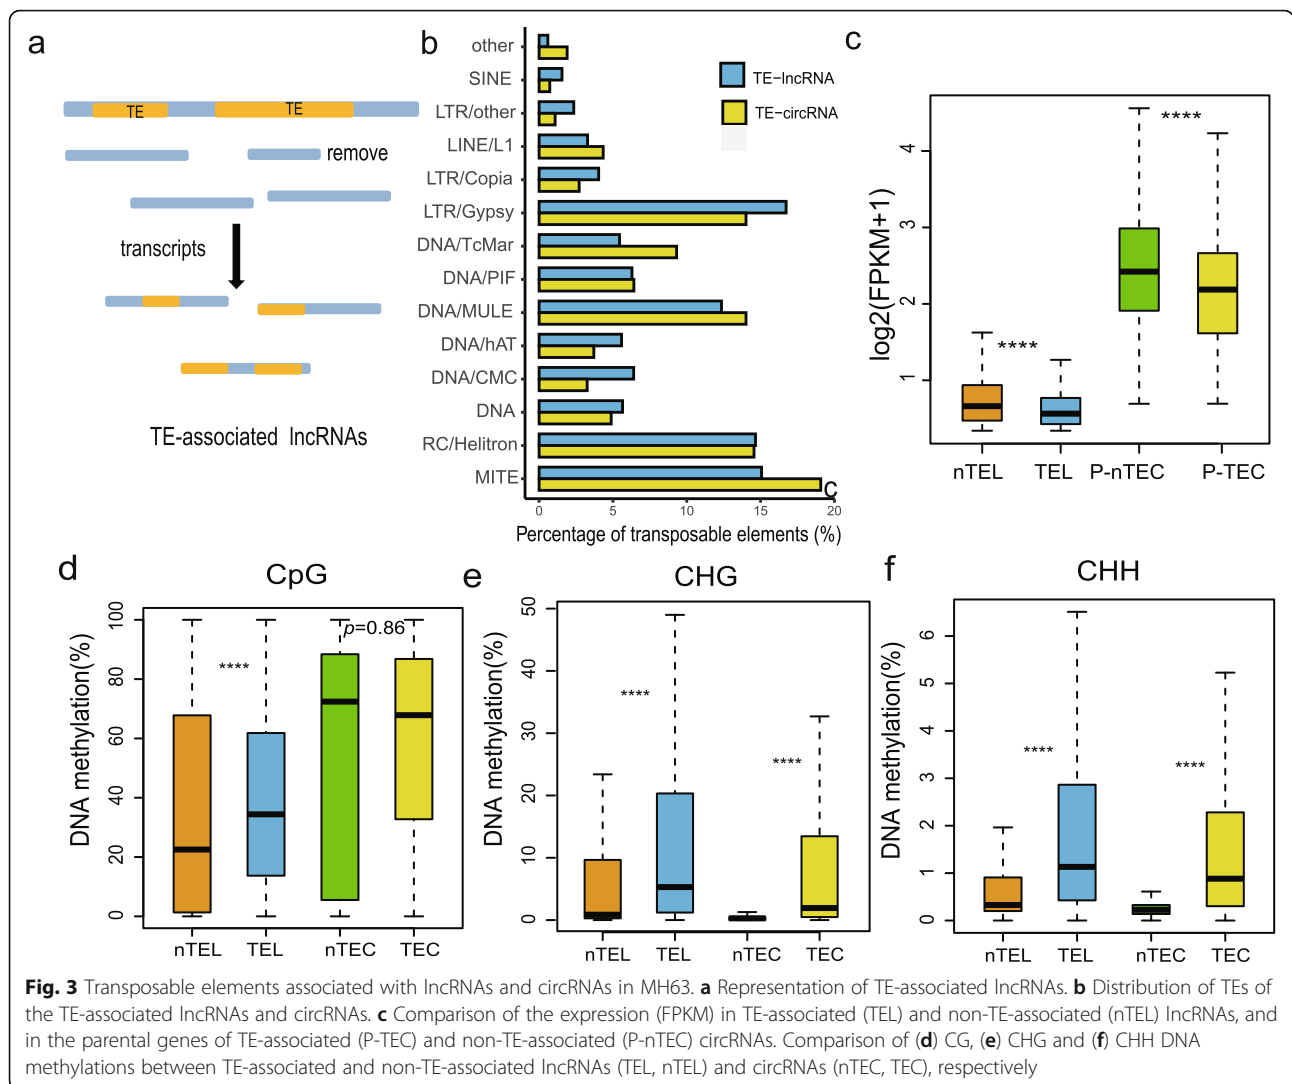 a
TE
TE
remove
transcripts
TE-associated lncRNAs
b
other
SINE
LTR/other
LINE/L1
LTR/Copia
LTR/Gypsy
DNA/TcMar
DNA/PIF
DNA/MULE
DNA/hAT
DNA/CMC
DNA
RC/Helitron
MITE
C
0 5 10 15 20
Percentage of transposable elements (%)
TE-lncRNA
TE-circRNA
c
log2(FPKM+1)
4
3
2
1
****
****
nTEL TEL P-nTEC P-TEC
d
CpG
DNA methylation(%)
100
80
60
40
20
0
****
p=0.86
nTEL TEL nTEC TEC
e
CHG
DNA methylation(%)
50
40
30
20
10
0
****
****
nTEL TEL nTEC TEC
f
CHH
DNA methylation(%)
6
5
4
3
2
1
0
****
****
nTEL TEL nTEC TEC
Fig. 3 Transposable elements associated with lncRNAs and circRNAs in MH63. a Representation of TE-associated lncRNAs. b Distribution of TEs of
the TE-associated lncRNAs and circRNAs. c Comparison of the expression (FPKM) in TE-associated (TEL) and non-TE-associated (nTEL) lncRNAs, and
in the parental genes of TE-associated (P-TEC) and non-TE-associated (P-nTEC) circRNAs. Comparison of (d) CG, (e) CHG and (f) CHH DNA
methylations between TE-associated and non-TE-associated lncRNAs (TEL, nTEL) and circRNAs (nTEC, TEC), respectively